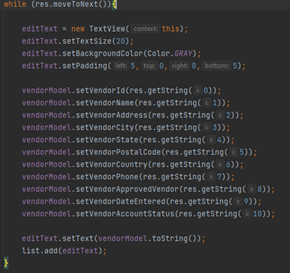 while (res.moveToNext()){
editText = new TextView( context: this);
editText.setTextSize(20);
editText.setBackgroundColor(Color.GRAY);
editText.setPadding( left: 5, top: 0, right: 0, bottom: 5);
vendorModel.setVendorId(res.getString( i: 0));
vendorModel.setVendorName(res.getString( i: 1));
vendorModel.setVendorAddress(res.getString( i: 2));
vendorModel.setVendorCity(res.getString( i: 3));
vendorModel.setVendorState(res.getString( i: 4));
vendorModel.setVendorPostalCode(res.getString( i: 5));
vendorModel.setVendorCountry(res.getString( i: 6));
vendorModel.setVendorPhone(res.getString( i: 7));
vendorModel.setVendorApprovedVendor(res.getString( i: 8));
vendorModel.setVendorDateEntered(res.getString( i: 9));
vendorModel.setVendorAccountStatus(res.getString( i: 10));
editText.setText(vendorModel.toString());
list.add(editText);
}